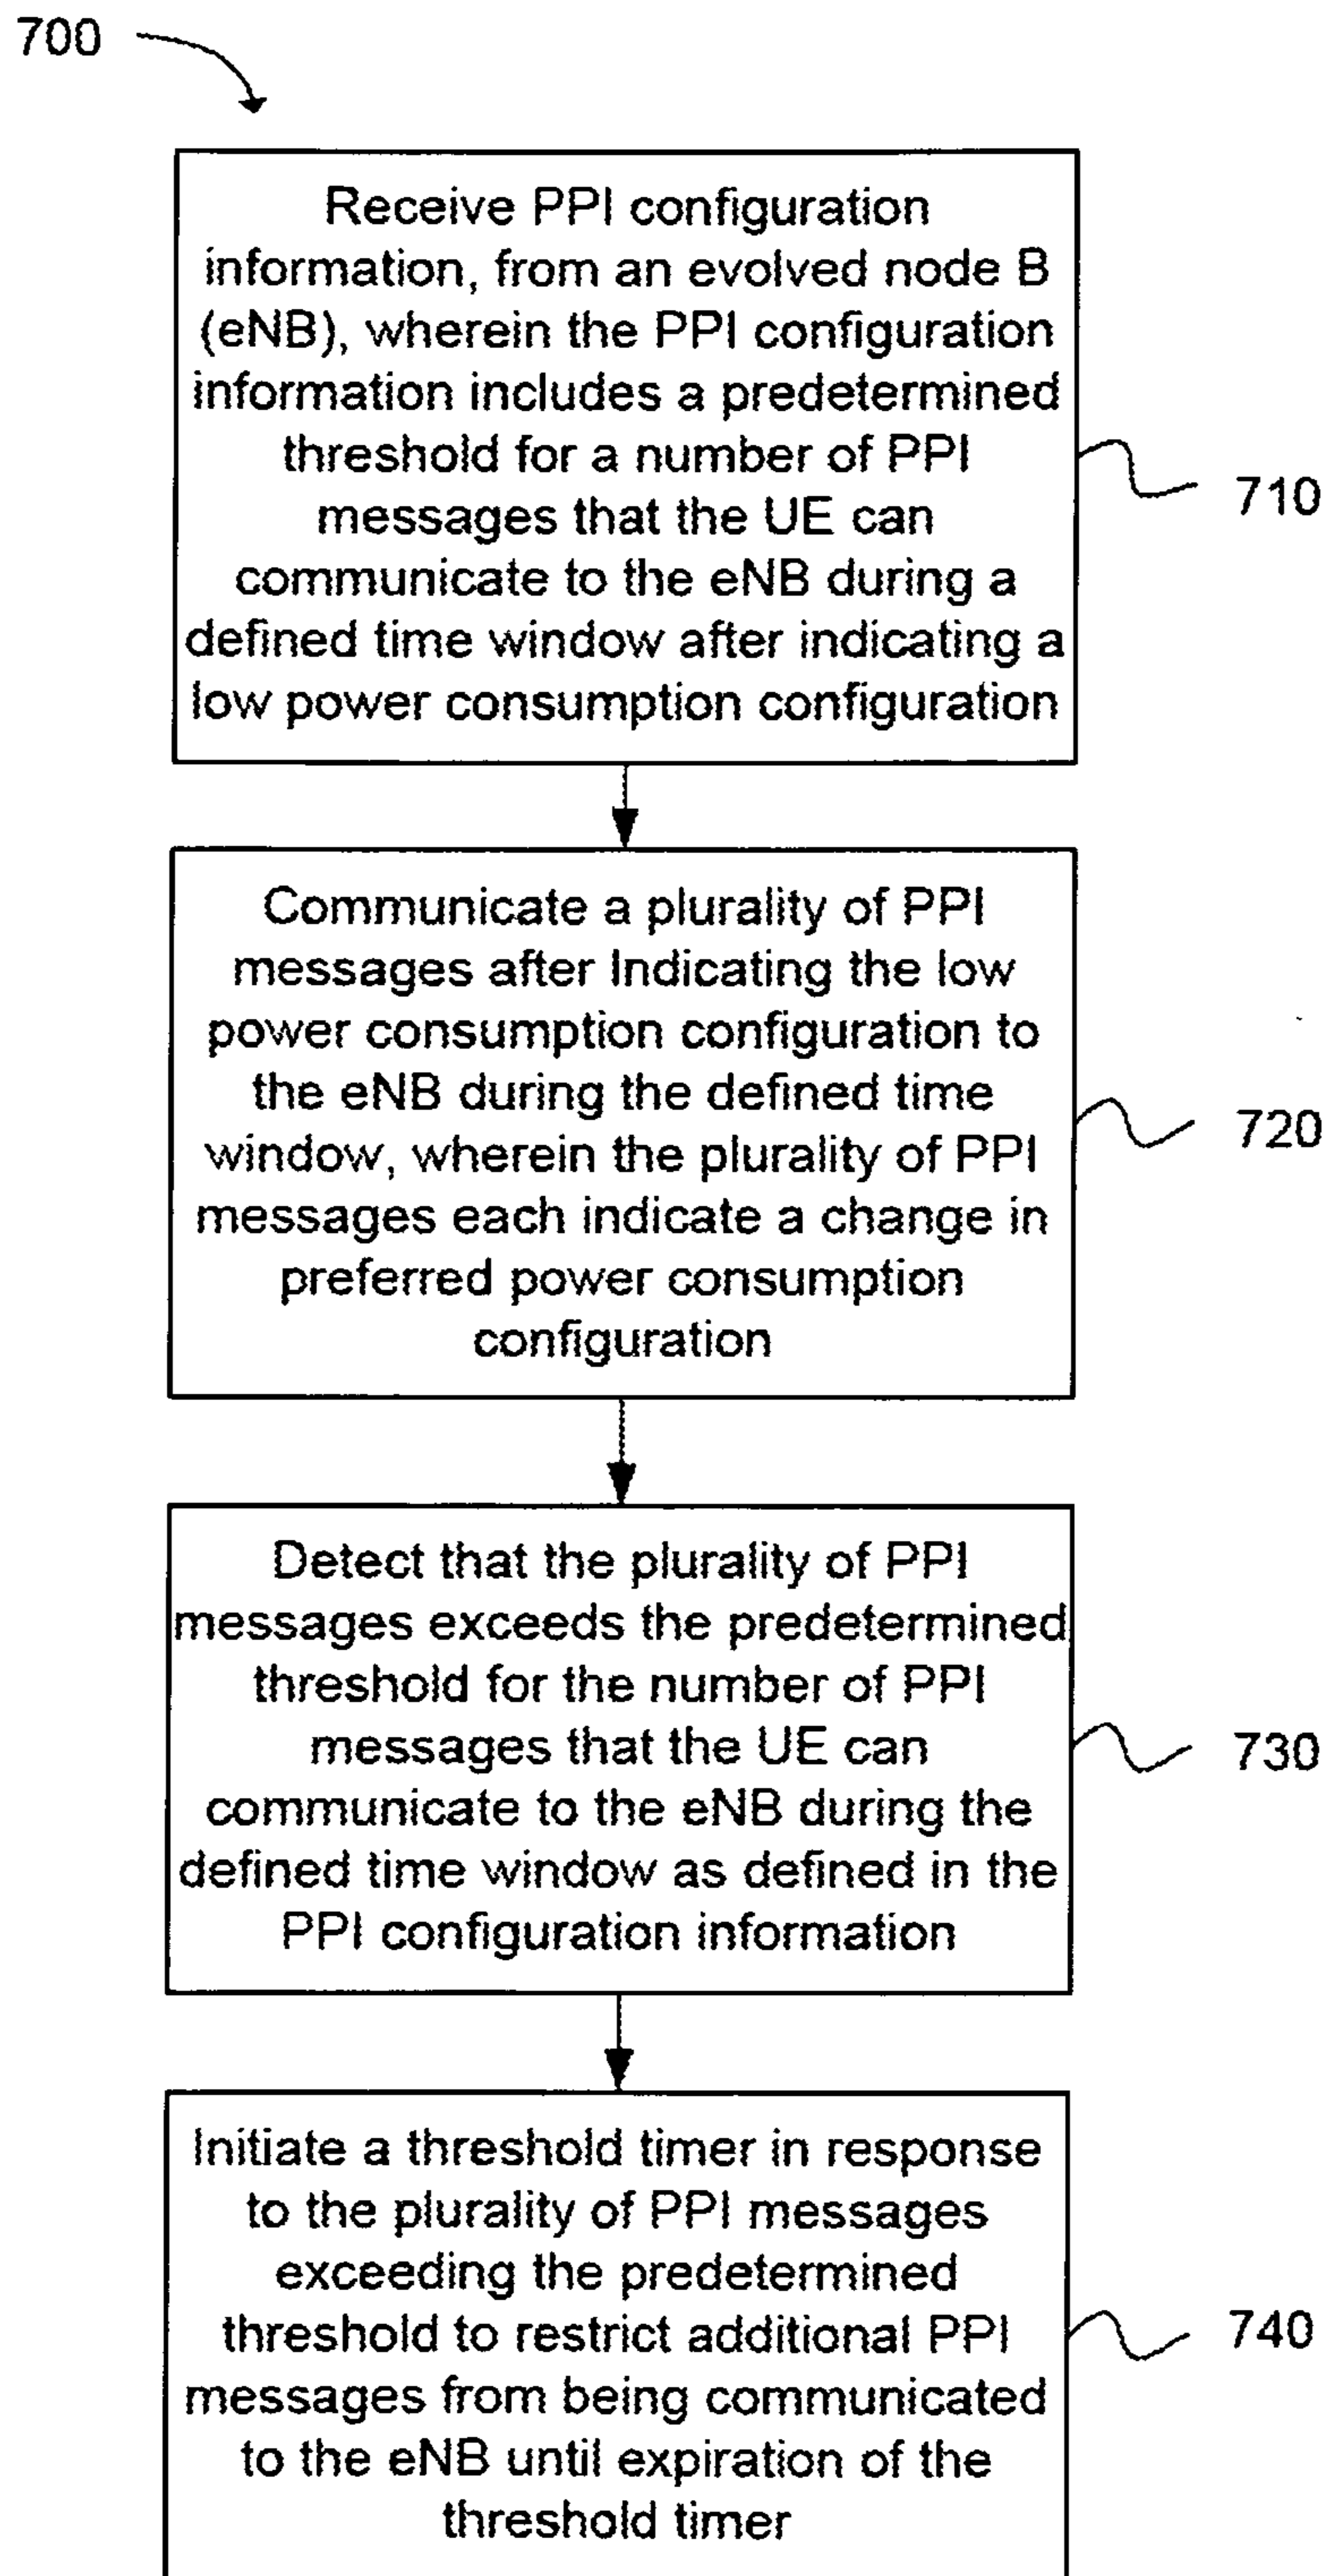 700
Receive PPI configuration
information, from an evolved node B
(eNB), wherein the PPI configuration
information includes a predetermined
threshold for a number of PPI
messages that the UE can
communicate to the eNB during a
defined time window after indicating a
low power consumption configuration
710
Communicate a plurality of PPI
messages after Indicating the low
power consumption configuration to
the eNB during the defined time
window, wherein the plurality of PPI
messages each indicate a change in
preferred power consumption
configuration
720
Detect that the plurality of PPI
messages exceeds the predetermined
threshold for the number of PPI
messages that the UE can
communicate to the eNB during the
defined time window as defined in the
PPI configuration information
730
Initiate a threshold timer in response
to the plurality of PPI messages
exceeding the predetermined
threshold to restrict additional PPI
messages from being communicated
to the eNB until expiration of the
threshold timer
740